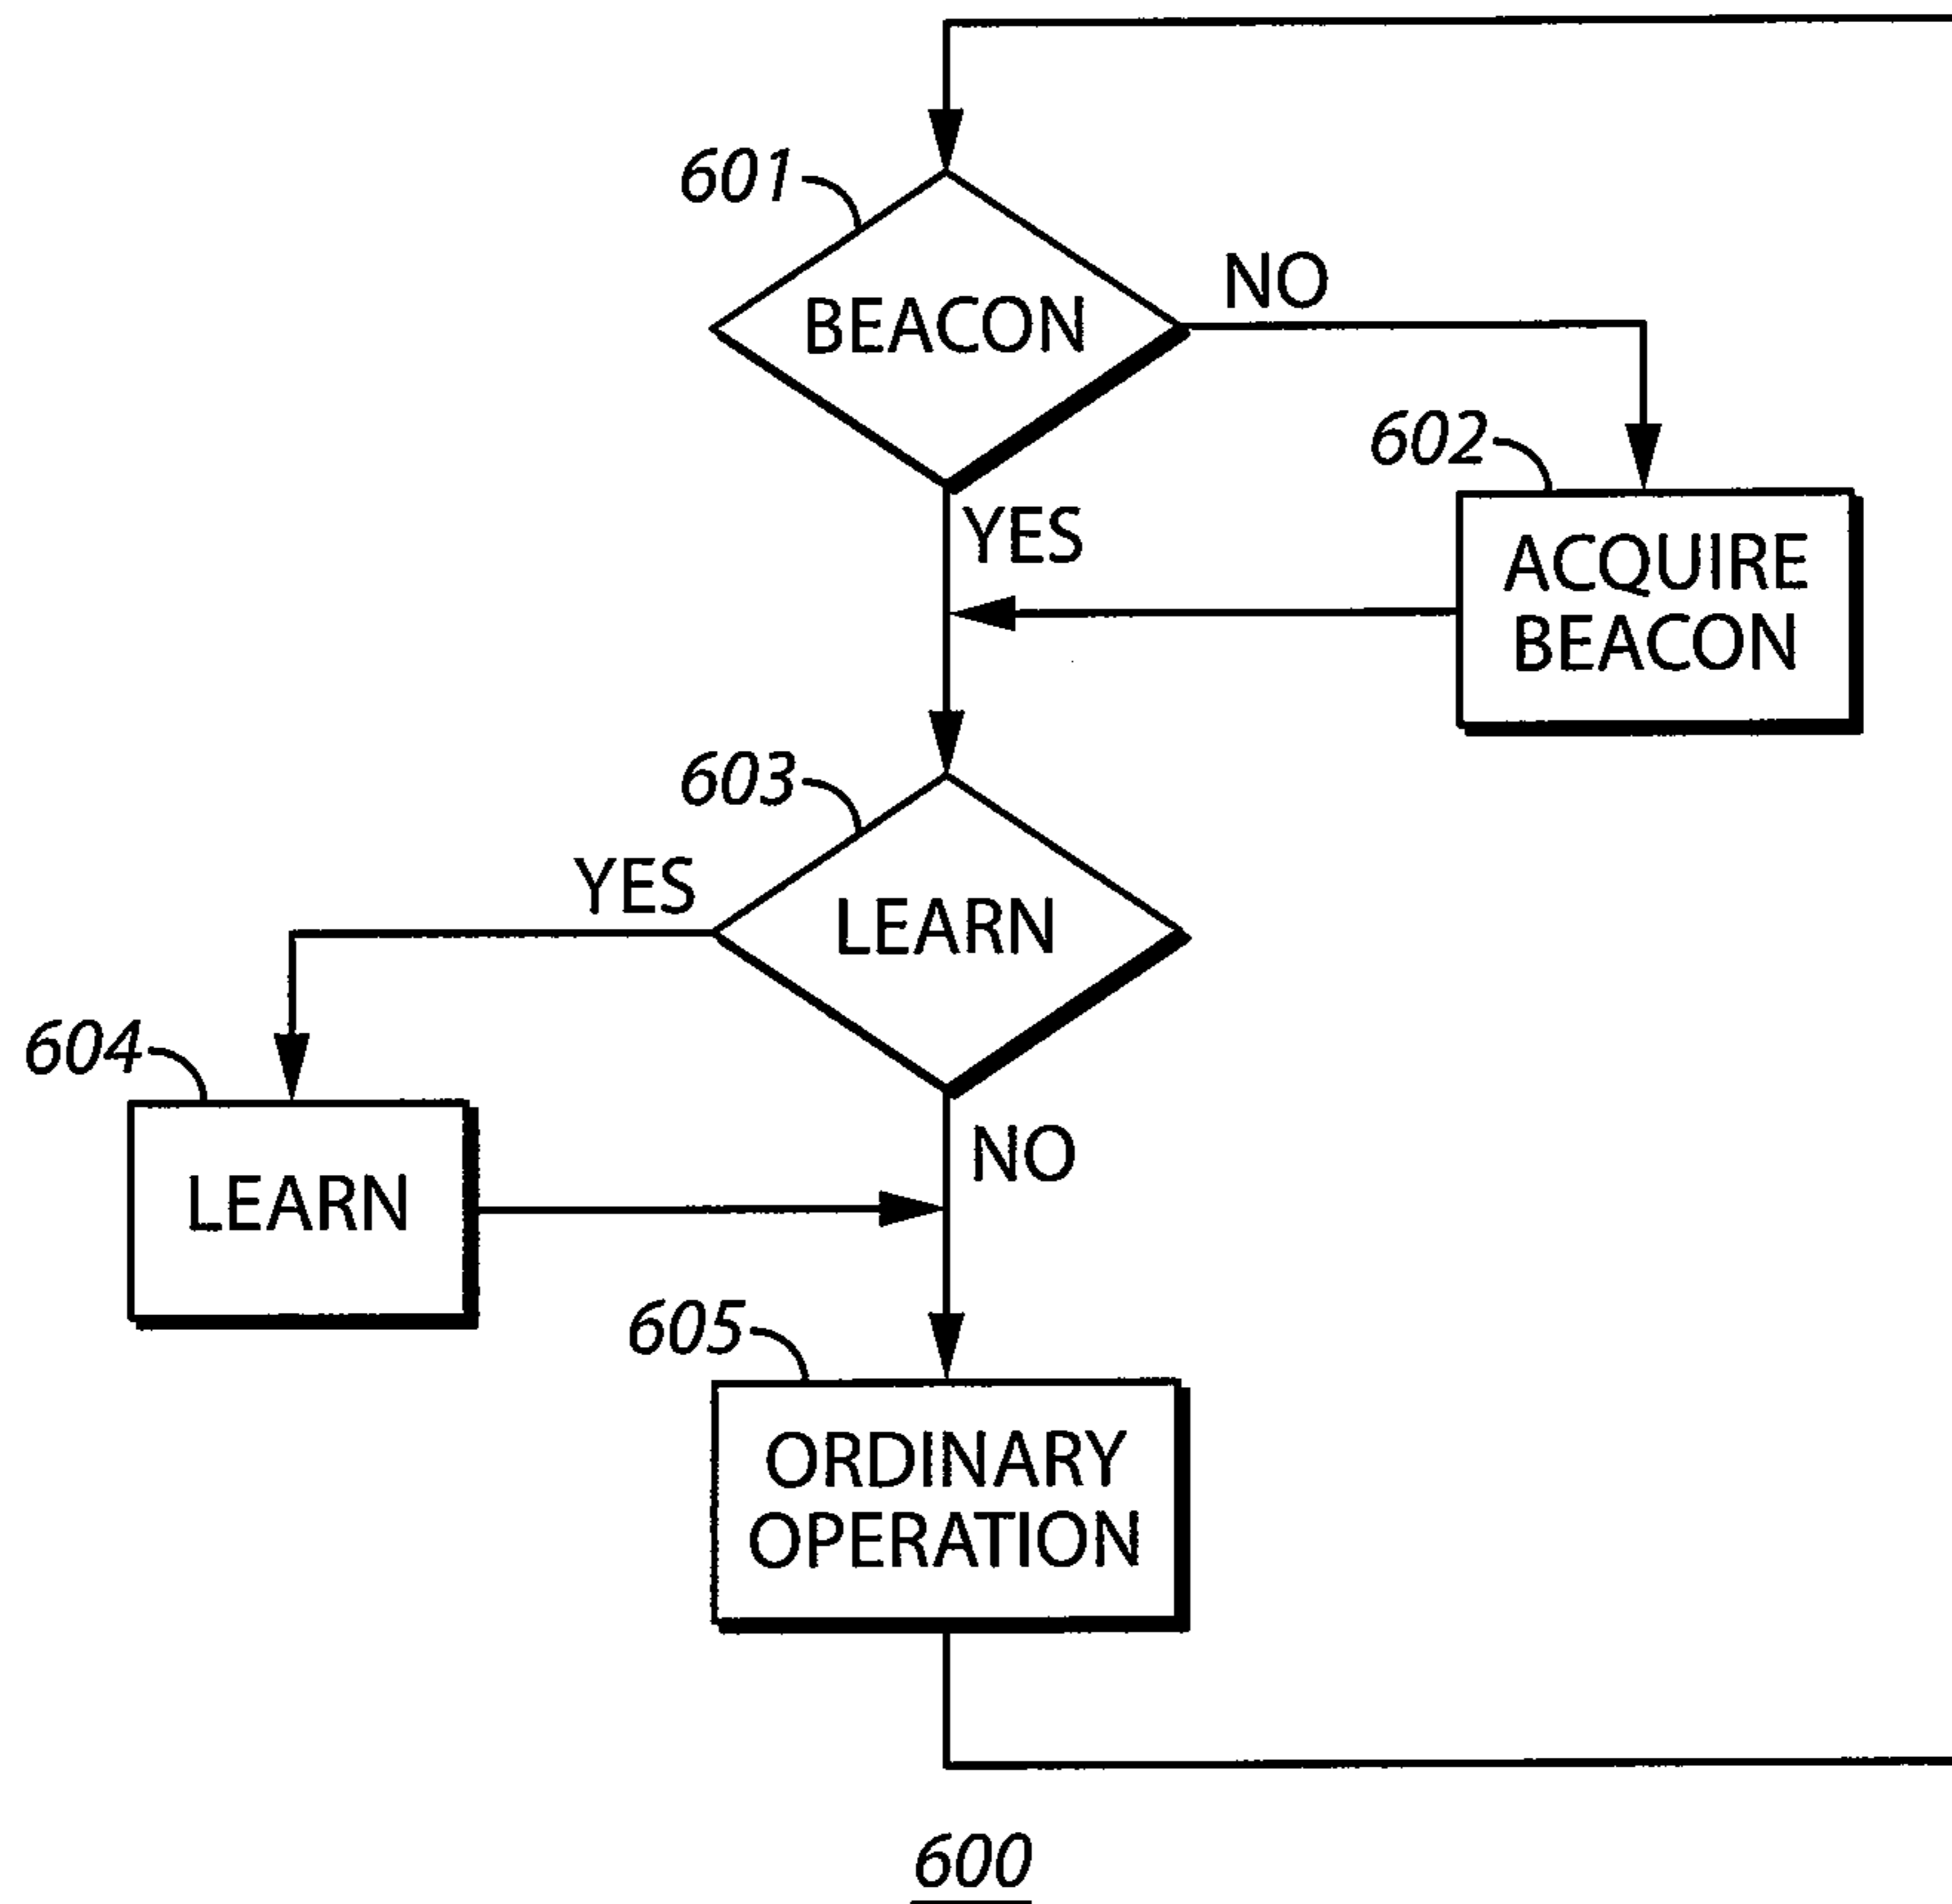 601
BEACON
NO
602
YES
ACQUIRE
BEACON
603
YES
LEARN
604
NO
LEARN
605
ORDINARY
OPERATION
600